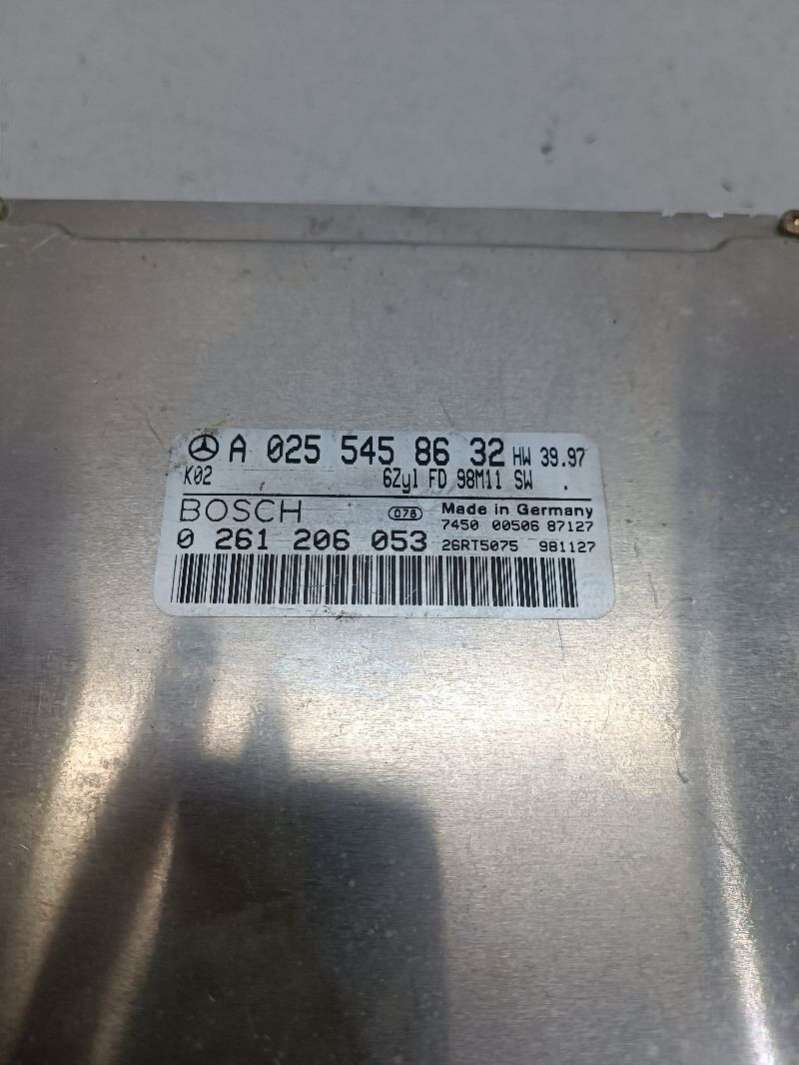 A 025 545 86 32 HW 39.97
K02 6Zyl FD 98M11 SW .
BOSCH 078 Made in Germany
7450 00506 87127
0 261 206 053 26RT5075 981127